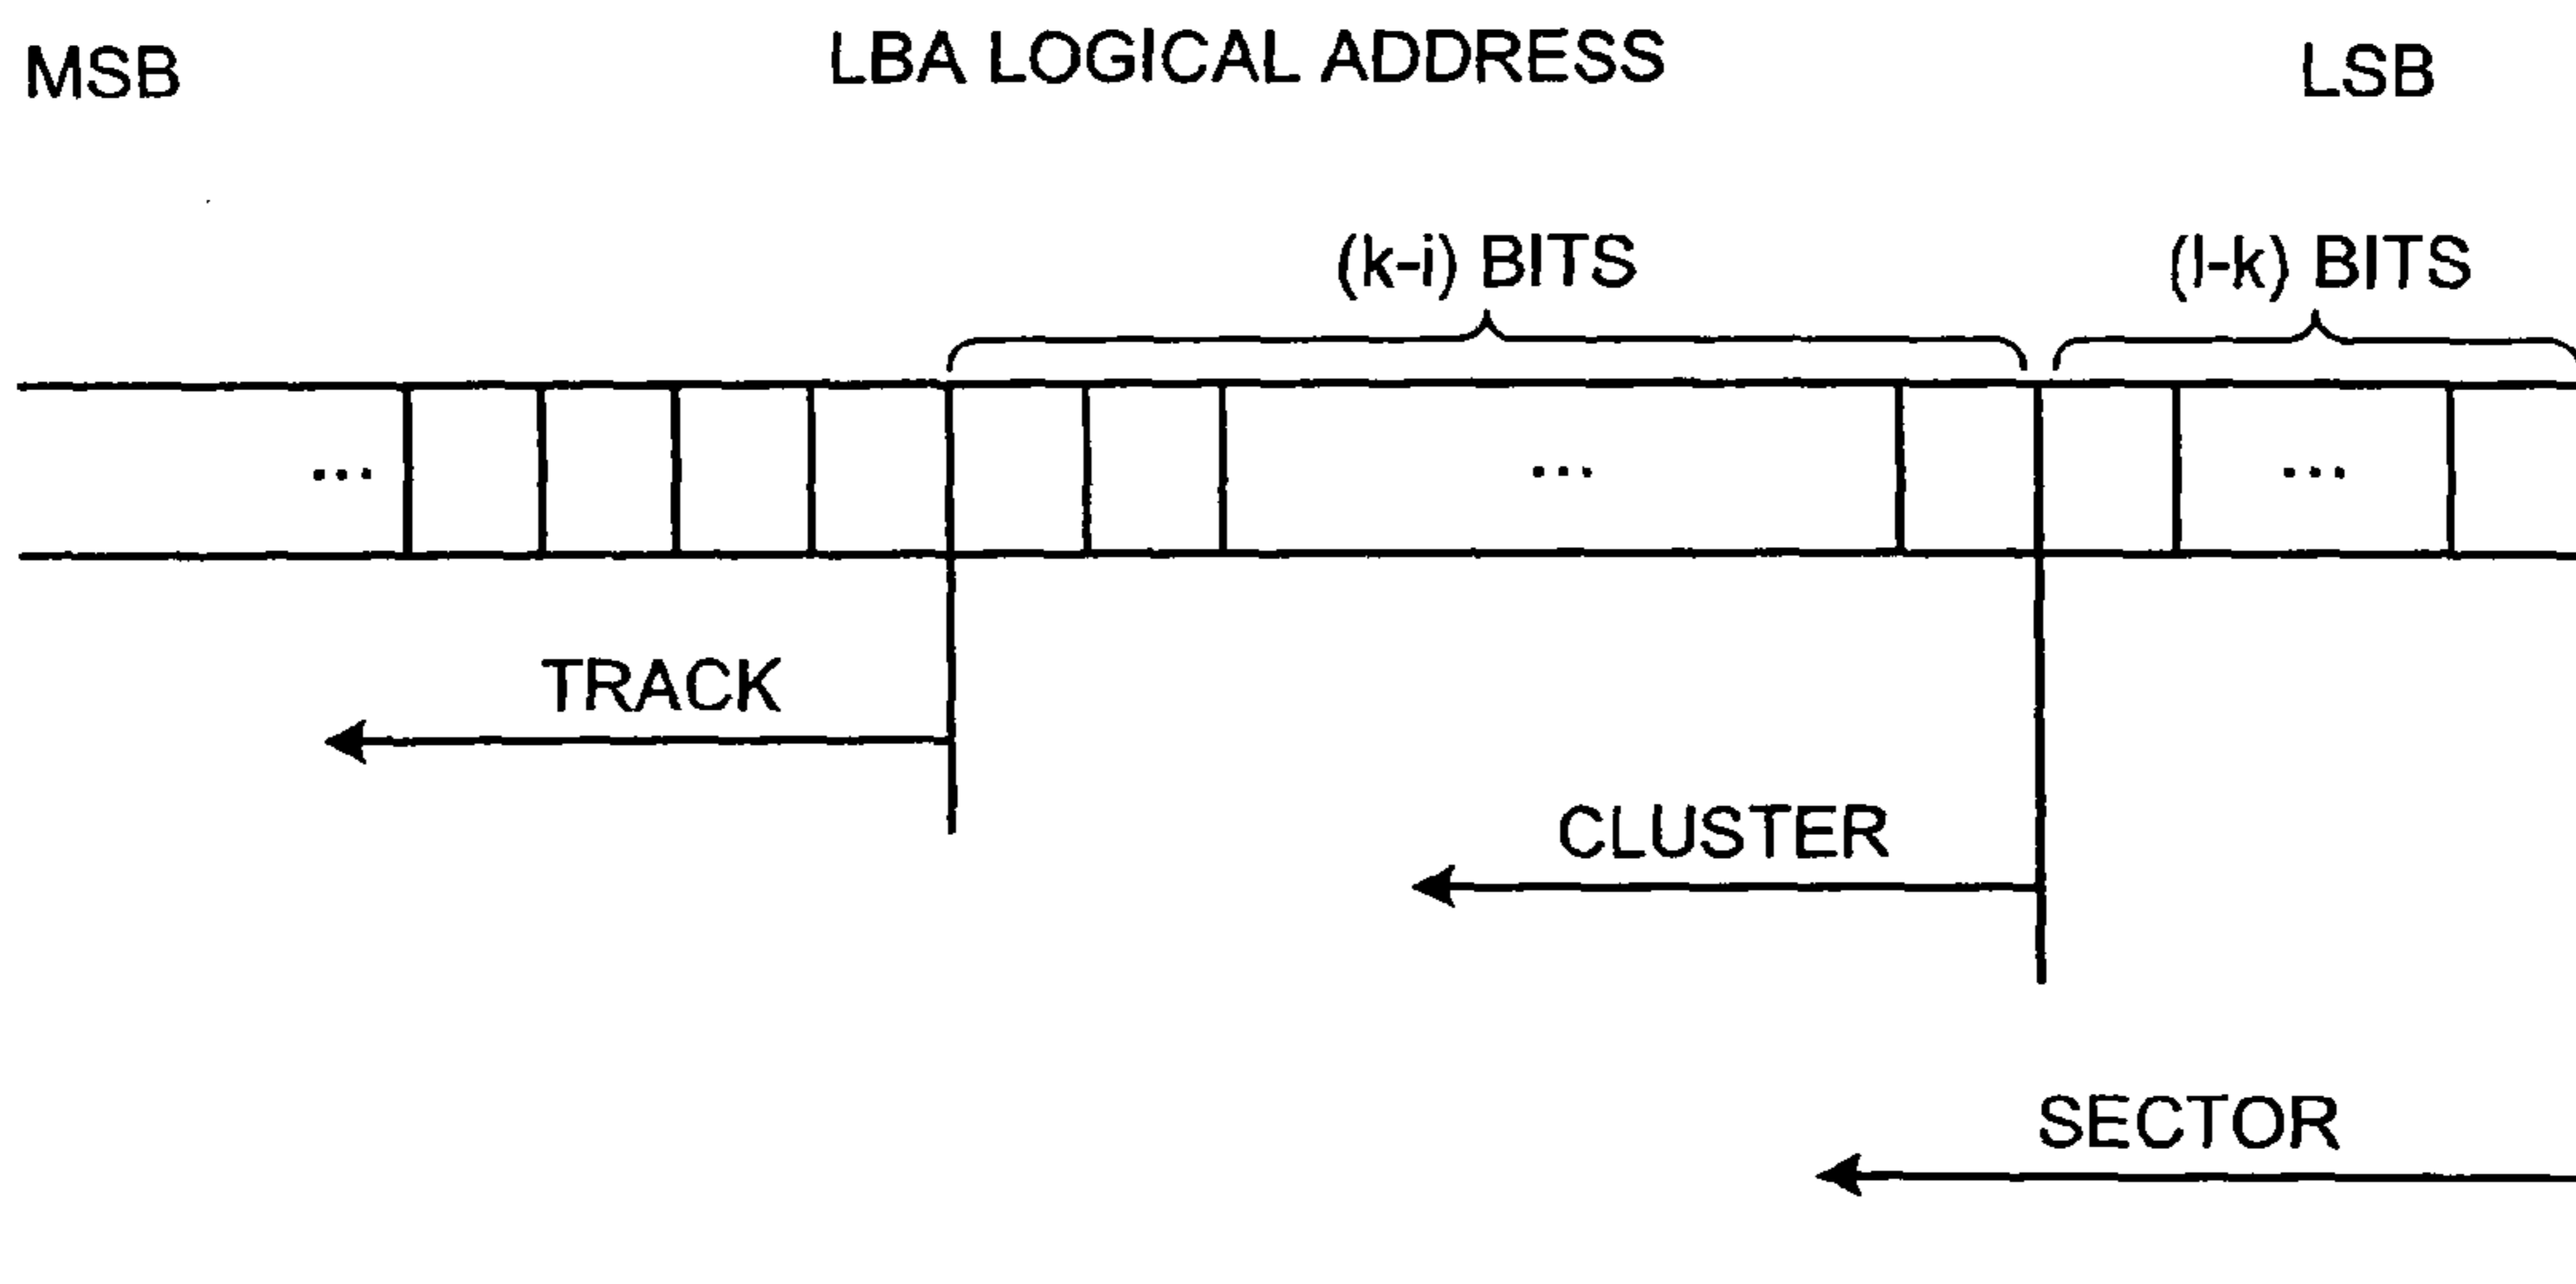 MSB LBA LOGICAL ADDRESS LSB
(k-i) BITS (l-k) BITS
... ... ...
TRACK
CLUSTER
SECTOR